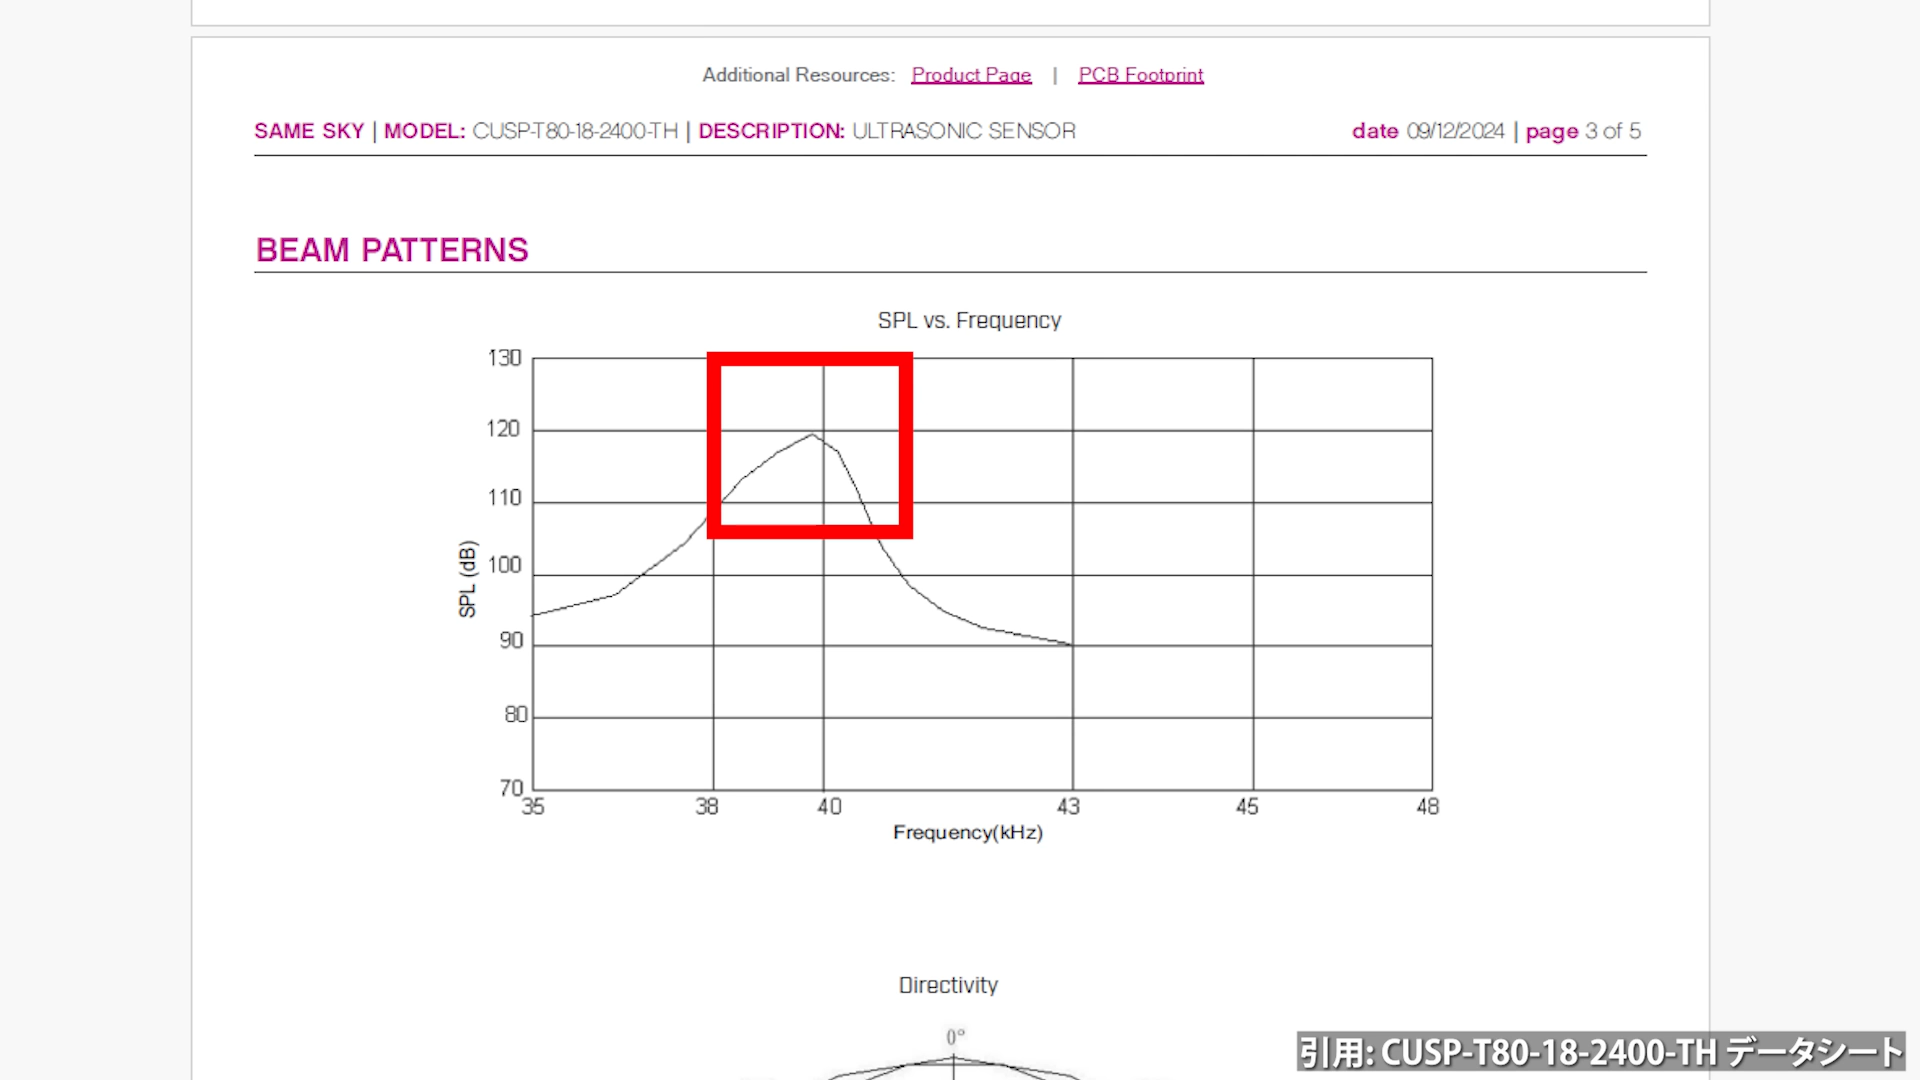 Additional Resources: Product Page | PCB Footprint
SAME SKY | MODEL: CUSP-T80-18-2400-TH | DESCRIPTION: ULTRASONIC SENSOR
date 09/12/2024 | page 3 of 5
BEAM PATTERNS
SPL vs. Frequency
130
120
110
100
90
80
70
SPL (dB)
35 38 40 43 45 48
Frequency(kHz)
Directivity
0°
引用: CUSP-T80-18-2400-TH データシート